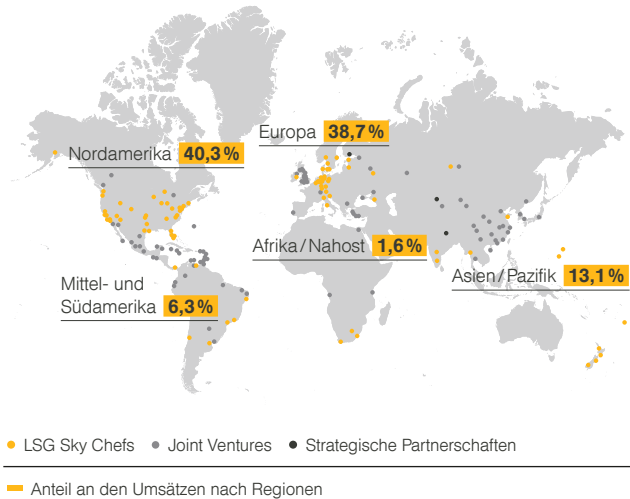 Europa 38,7 %
Nordamerika 40,3 %
Afrika / Nahost 1,6 %
Asien / Pazifik 13,1 %
Mittel- und
Südamerika 6,3 %
LSG Sky Chefs Joint Ventures Strategische Partnerschaften
Anteil an den Umsätzen nach Regionen